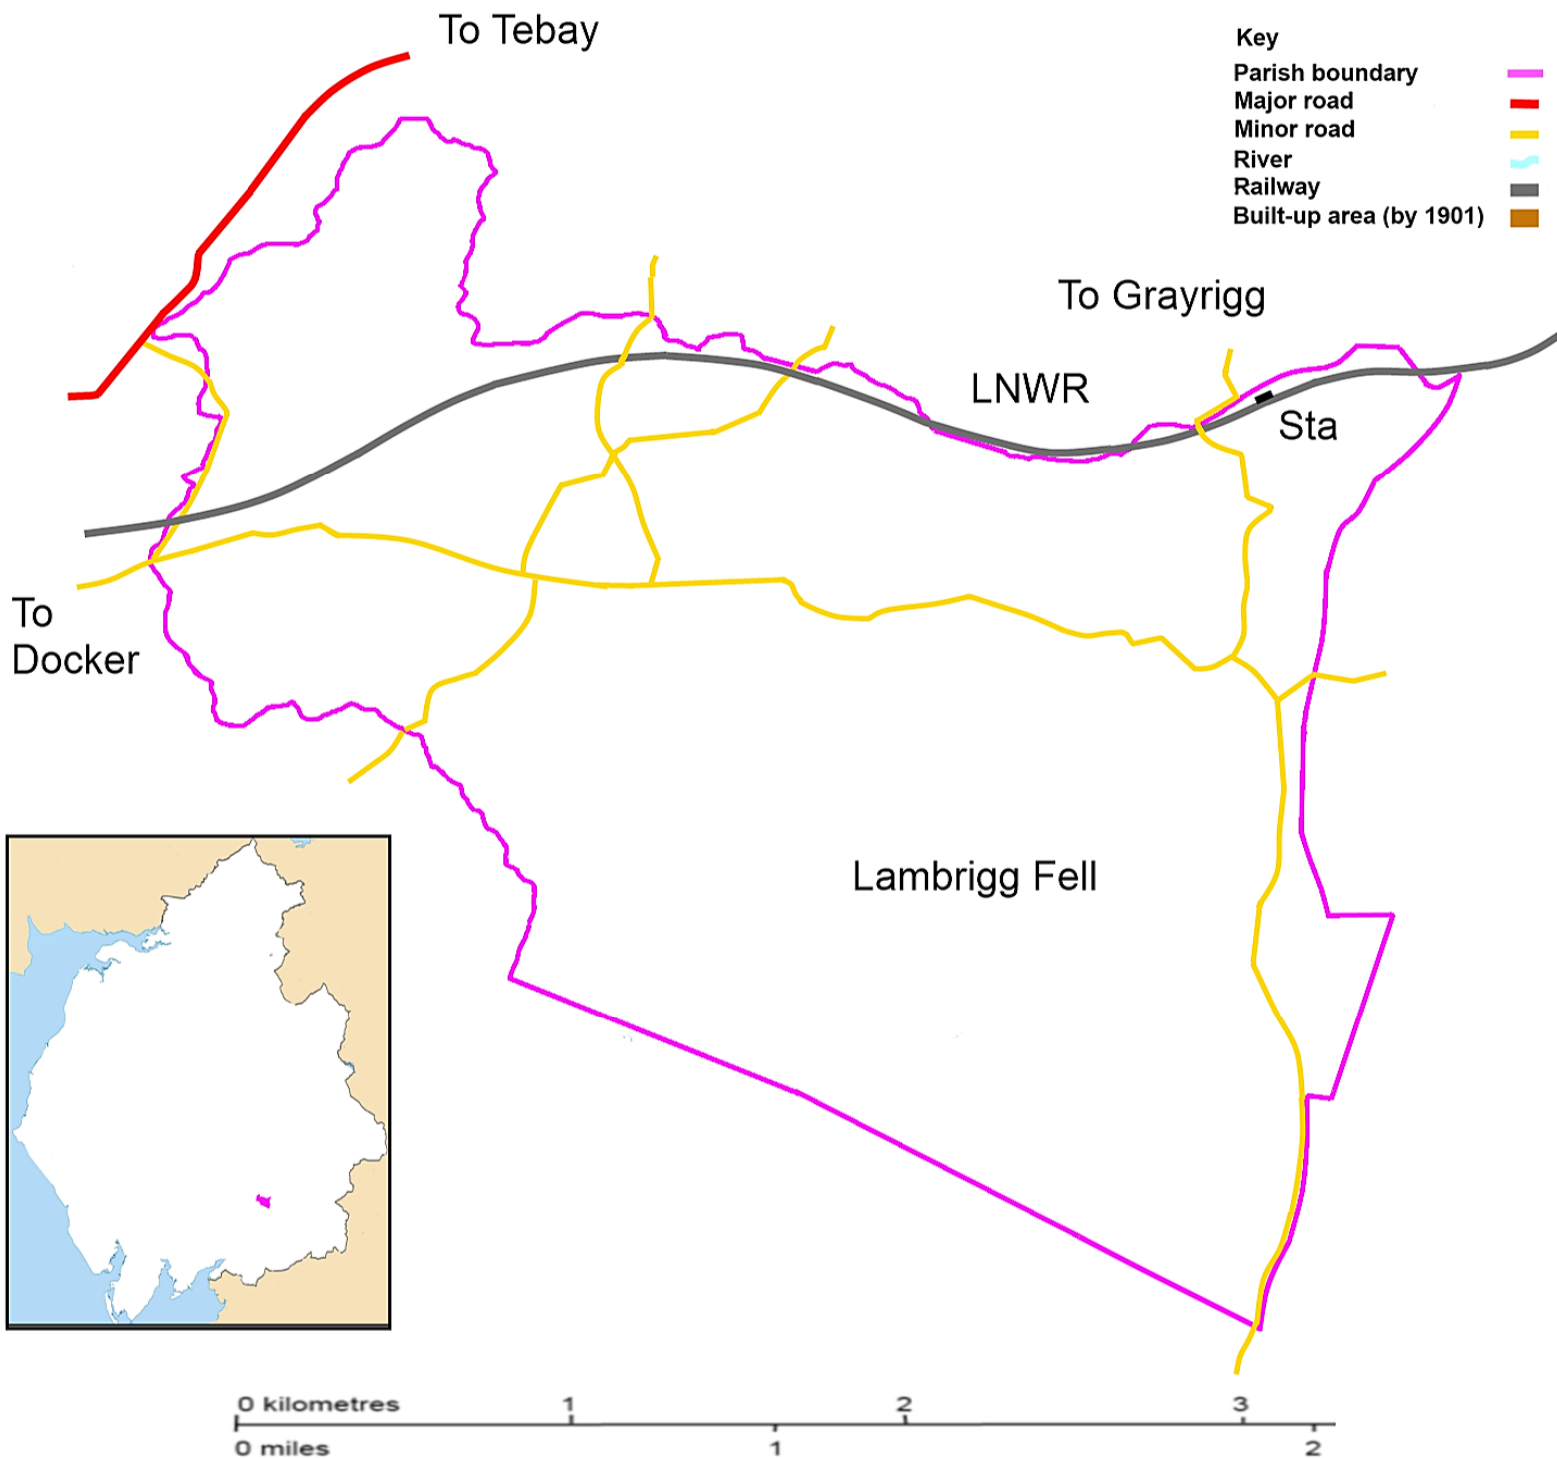 To Tebay
Key
Parish boundary
Major road
Minor road
River
Railway
Built-up area (by 1901)
To Grayrigg
LNWR
Sta
To
Docker
Lambrigg Fell
0 kilometres 1 2 3
0 miles 1 2